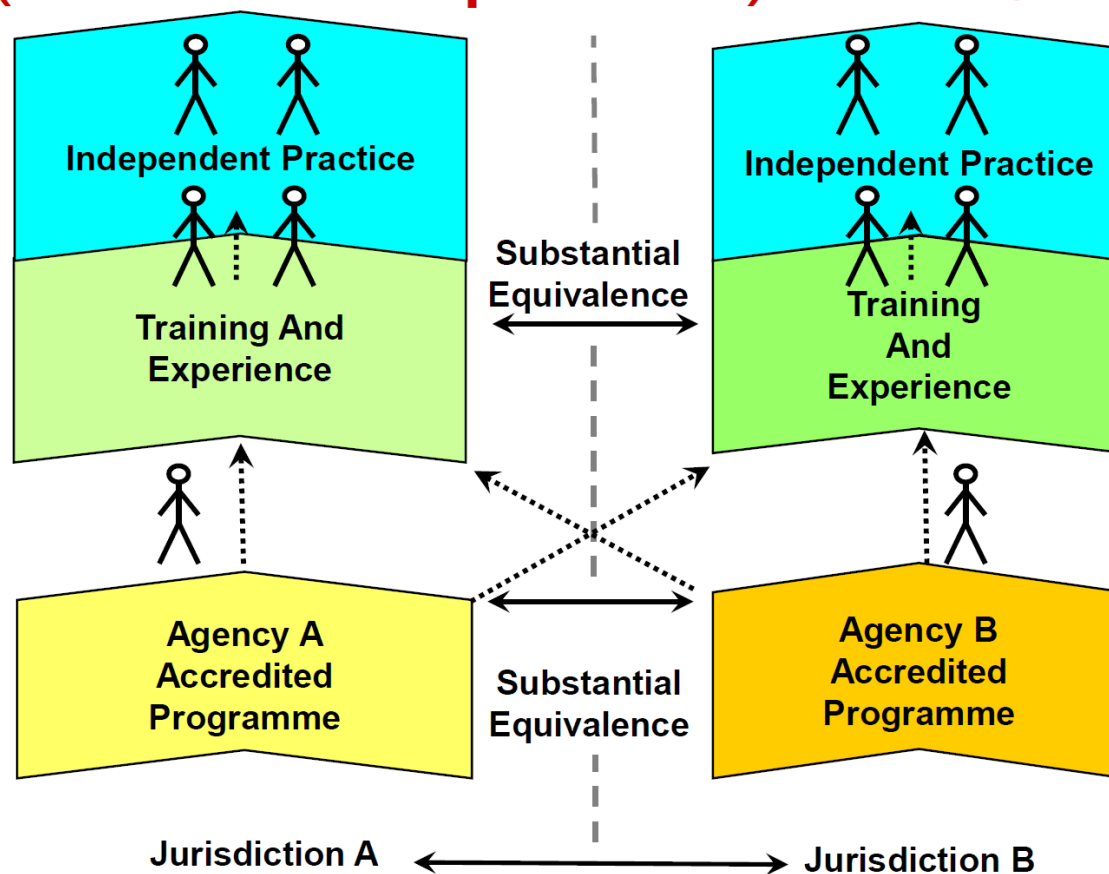 Independent Practice
Training And
Experience
Agency A
Accredited
Programme
Substantial
Equivalence
Substantial
Equivalence
Independent Practice
Training
And
Experience
Agency B
Accredited
Programme
Jurisdiction A
Jurisdiction B